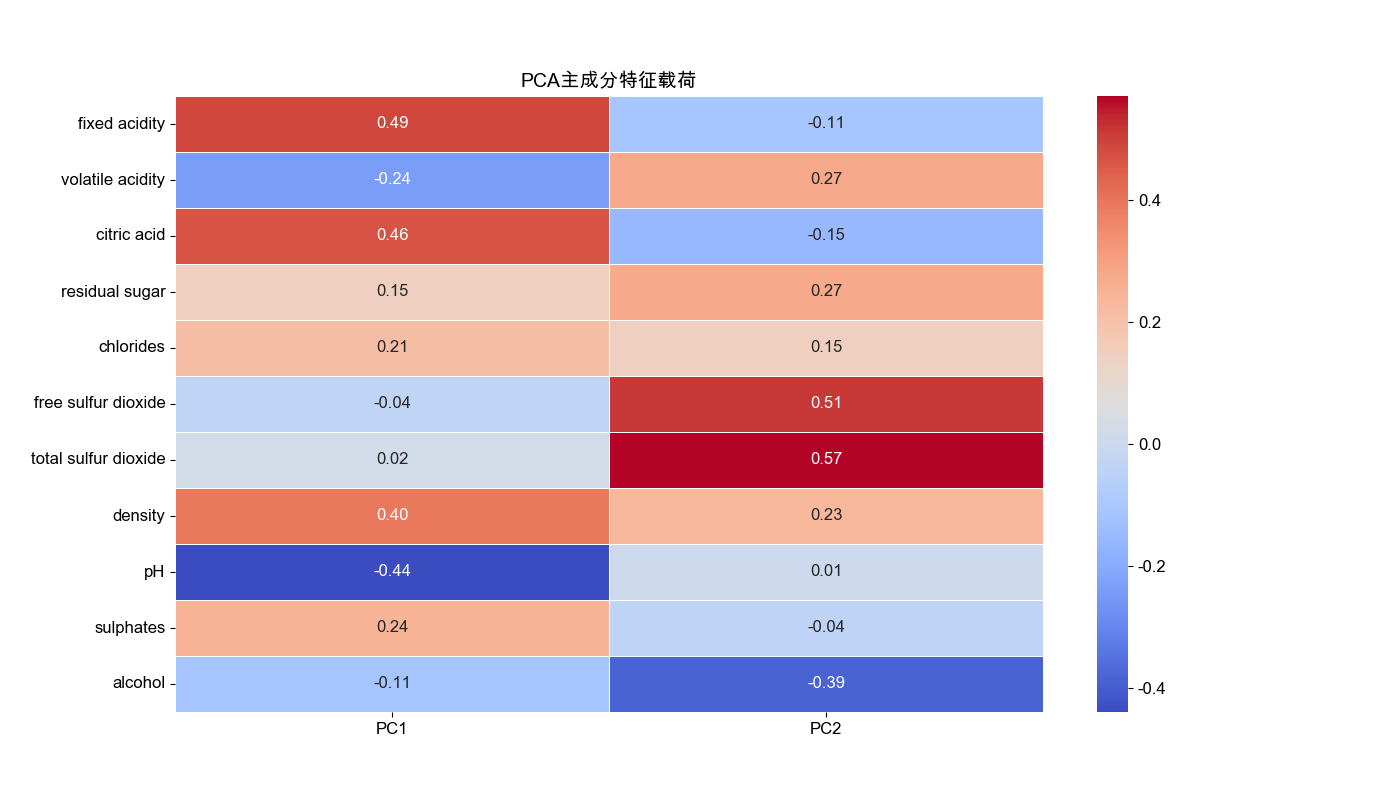 PCA主成分特征载荷
fixed acidity 0.49 -0.11
volatile acidity -0.24 0.27
citric acid 0.46 -0.15
residual sugar 0.15 0.27
chlorides 0.21 0.15
free sulfur dioxide -0.04 0.51
total sulfur dioxide 0.02 0.57
density 0.40 0.23
pH -0.44 0.01
sulphates 0.24 -0.04
alcohol -0.11 -0.39
PC1 PC2
0.4
0.2
0.0
-0.2
-0.4